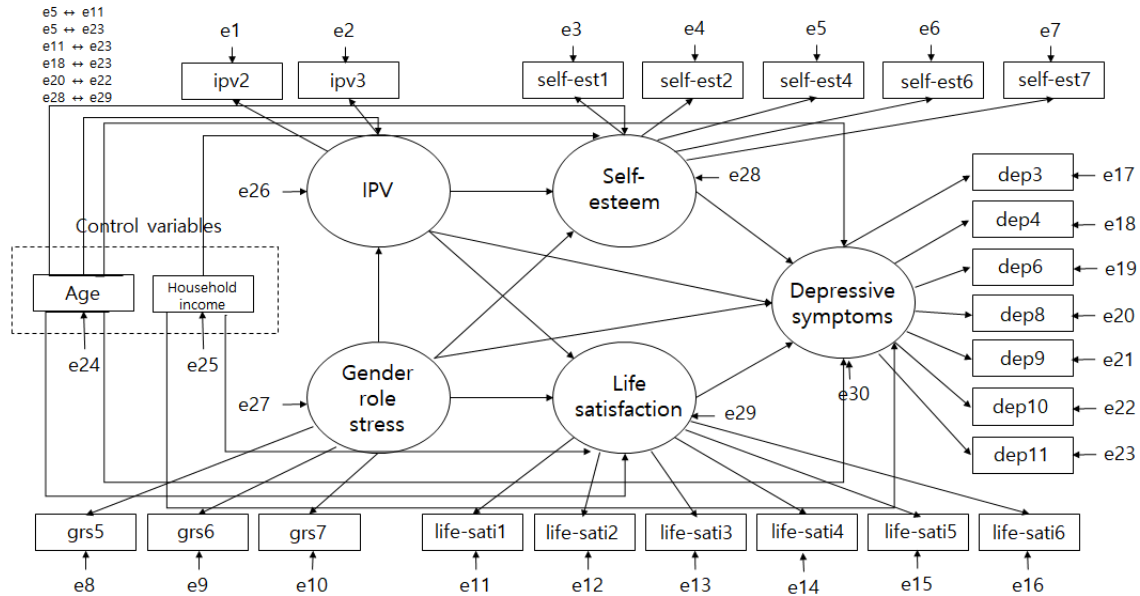 e5 ↔ e11
e5 ↔ e23
e11 ↔ e23
e18 ↔ e23
e20 ↔ e22
e28 ↔ e29
e1
e2
e3
e4
e5
e6
e7
ipv2
ipv3
self-est1
self-est2
self-est4
self-est6
self-est7
e26
IPV
Self-
esteem
e28
dep3
e17
dep4
e18
dep6
e19
dep8
e20
dep9
e21
dep10
e22
dep11
e23
Control variables
Age
Household
income
e24
e25
Depressive
symptoms
e30
e27
Gender
role
stress
Life
satisfaction
e29
grs5
grs6
grs7
life-sati1
life-sati2
life-sati3
life-sati4
life-sati5
life-sati6
e8
e9
e10
e11
e12
e13
e14
e15
e16